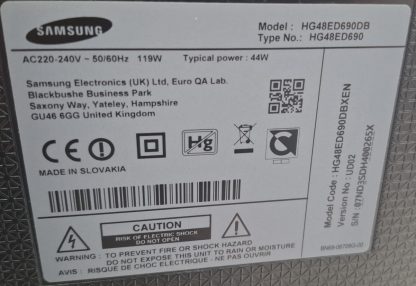 SAMSUNG
Model : HG48ED690DB
Type No.: HG48ED690
AC220-240V ~ 50/60Hz 119W Typical power : 44W
Samsung Electronics (UK) Ltd, Euro QA Lab.
Blackbushe Business Park
Saxony Way, Yateley, Hampshire
GU46 6GG United Kingdom
CE
Hg
MADE IN SLOVAKIA
CAUTION
RISK OF ELECTRIC SHOCK
DO NOT OPEN
WARNING : TO PREVENT FIRE OR SHOCK HAZARD
DO NOT EXPOSE THIS UNIT TO RAIN OR MOISTURE
AVIS : RISQUE DE CHOC ELECTRIQUE - NE PAS OUVRIR
Model Code :HG48ED690DBXEN
Version No : UD02
S/N :